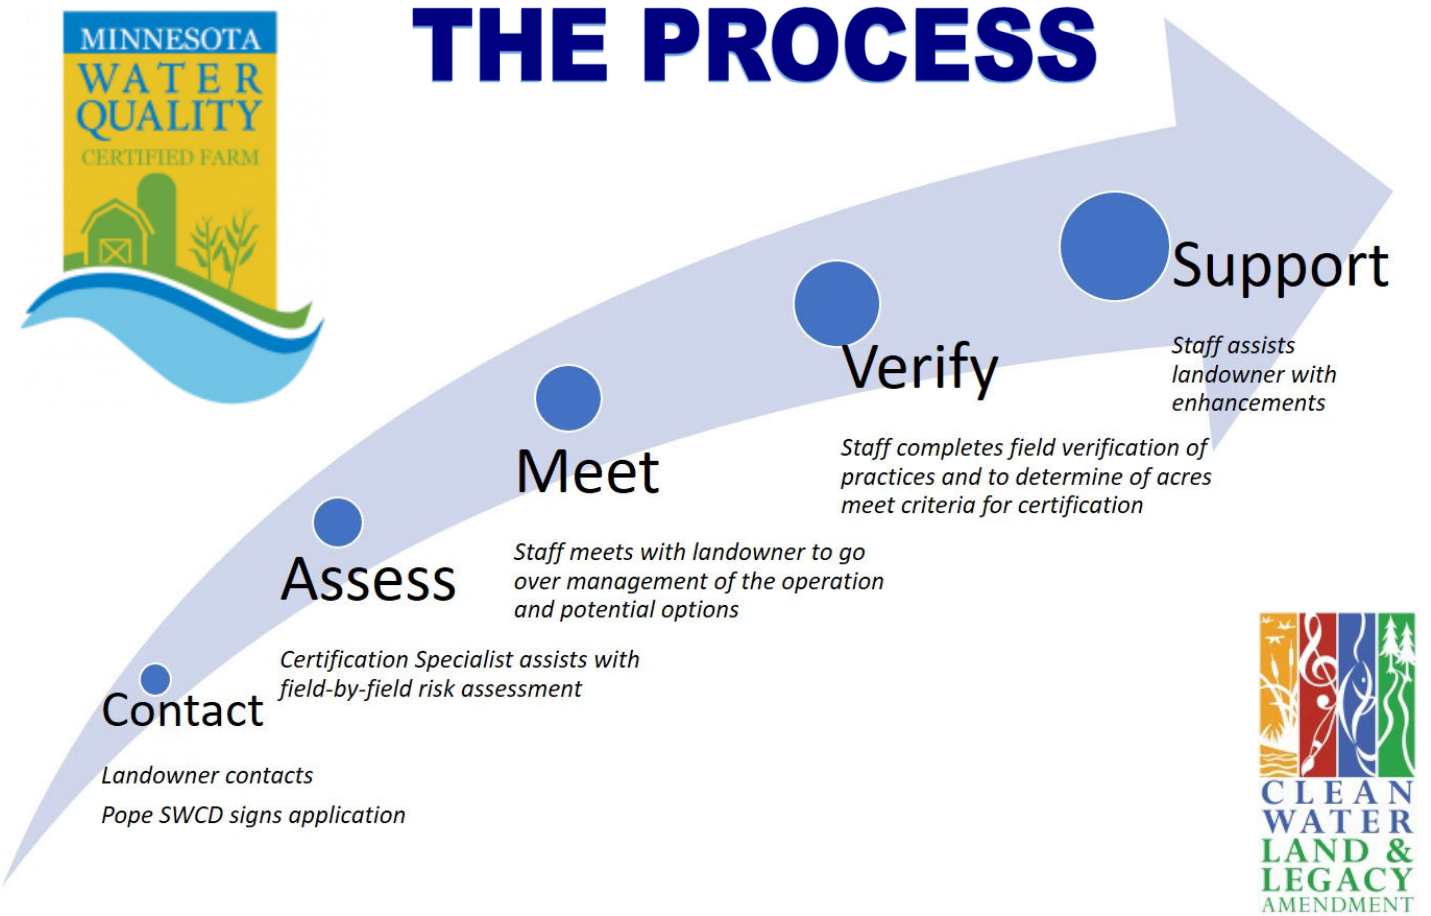 THE PROCESS
MINNESOTA
WATER
QUALITY
CERTIFIED FARM
Contact
Landowner contacts
Pope SWCD signs application
Assess
Certification Specialist assists with
field-by-field risk assessment
Meet
Staff meets with landowner to go
over management of the operation
and potential options
Verify
Staff completes field verification of
practices and to determine of acres
meet criteria for certification
Support
Staff assists
landowner with
enhancements
CLEAN
WATER
LAND &
LEGACY
AMENDMENT